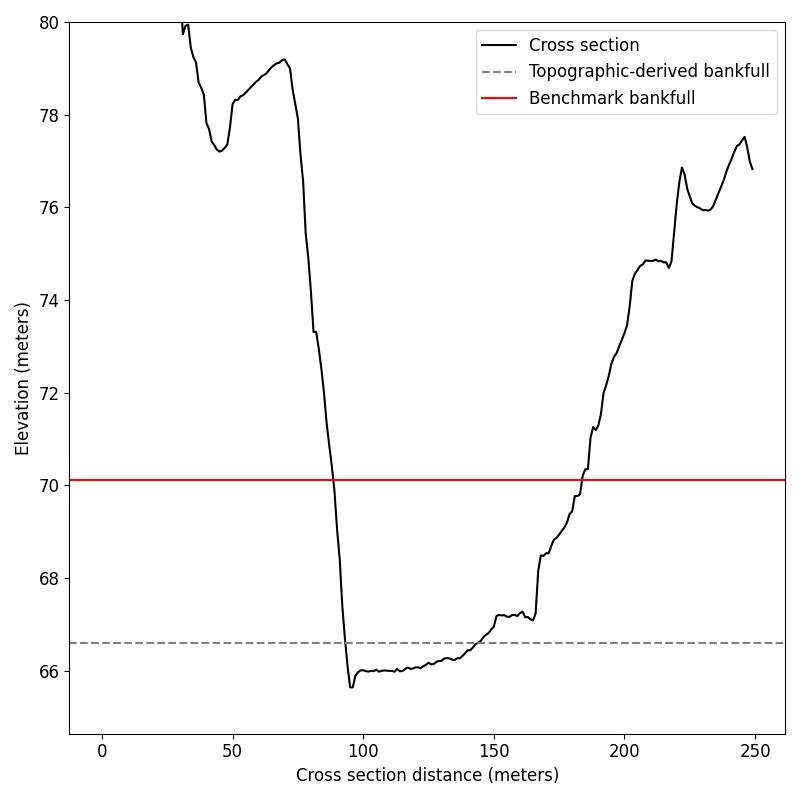 80
78
76
74
72
70
68
66
Elevation (meters)
0
50
100
150
200
250
Cross section distance (meters)
Cross section
Topographic-derived bankfull
Benchmark bankfull